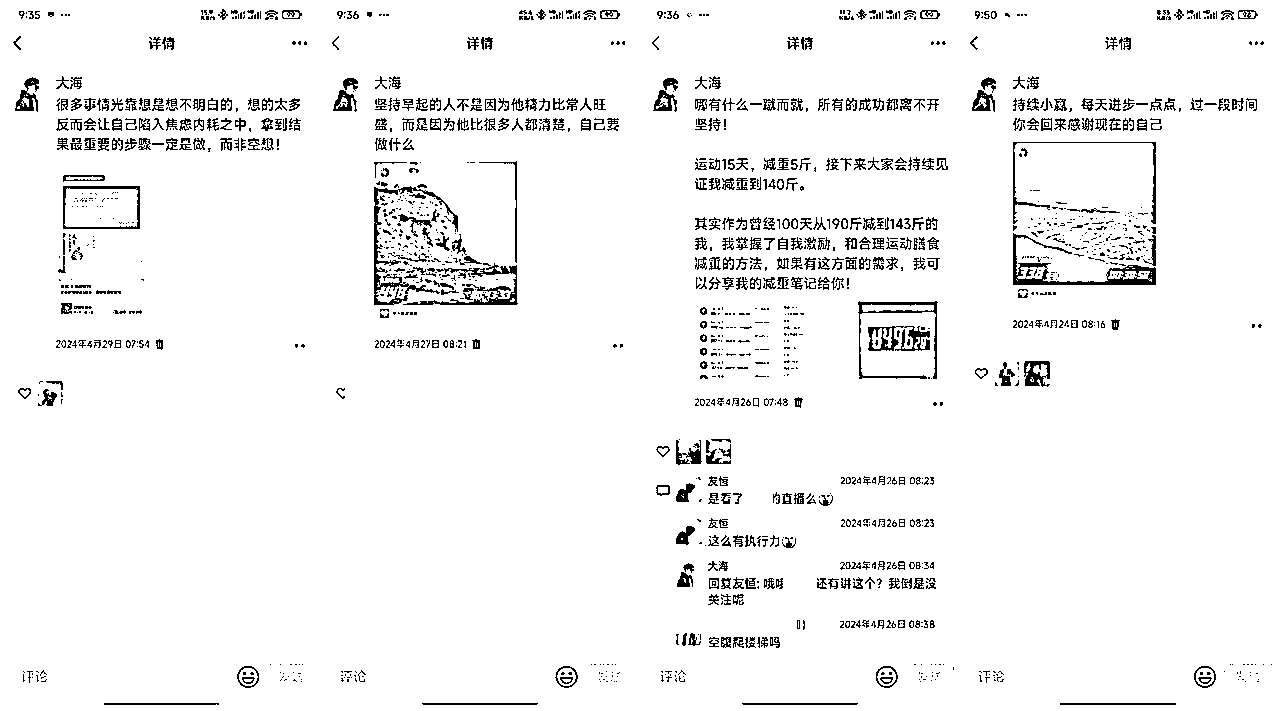 9:35
详情
大海
很多事情光靠想是想不明白的，想的太多
反而会让自己陷入焦虑内耗之中，拿到结
果最重要的步骤一定是做，而非空想！
2024年4月29日 07:54
评论
9:36
详情
大海
坚持早起的人不是因为他精力比常人旺
盛，而是因为他比很多人都清楚，自己要
做什么
2024年4月27日 08:21
评论
9:36
详情
大海
哪有什么一蹴而就，所有的成功都离不开
坚持！
运动15天，减重5斤，接下来大家会持续见
证我减重到140斤。
其实作为曾经100天从190斤减到143斤的
我，我掌握了自我激励，和合理运动膳食
减重的方法，如果有这方面的需求，我可
以分享我的减重笔记给你！
2024年4月26日 07:48
友恒 2024年4月26日 08:23
是看了 的直播么
友恒 2024年4月26日 08:23
这么有执行力
大海 2024年4月26日 08:34
回复友恒: 哦哦 还有讲这个？我倒是没
关注呢
2024年4月26日 08:38
空腹爬楼梯吗
评论
9:50
详情
大海
持续小赢，每天进步一点点，过一段时间
你会回来感谢现在的自己
2024年4月24日 08:16
评论